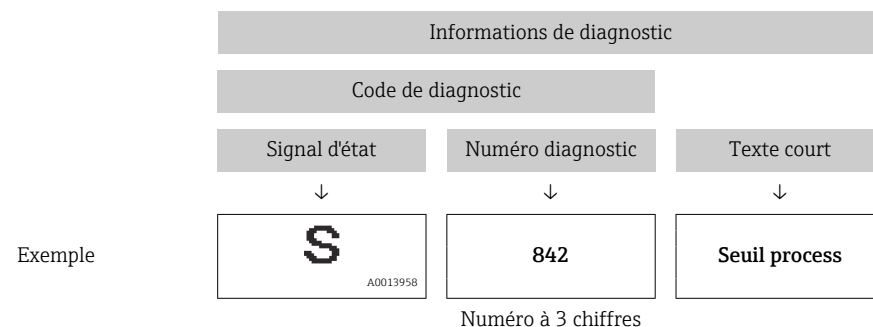 Informations de diagnostic
Code de diagnostic
Signal d'état Numéro diagnostic Texte court
↓ ↓ ↓
Exemple S 842 Seuil process
A0013958
Numéro à 3 chiffres